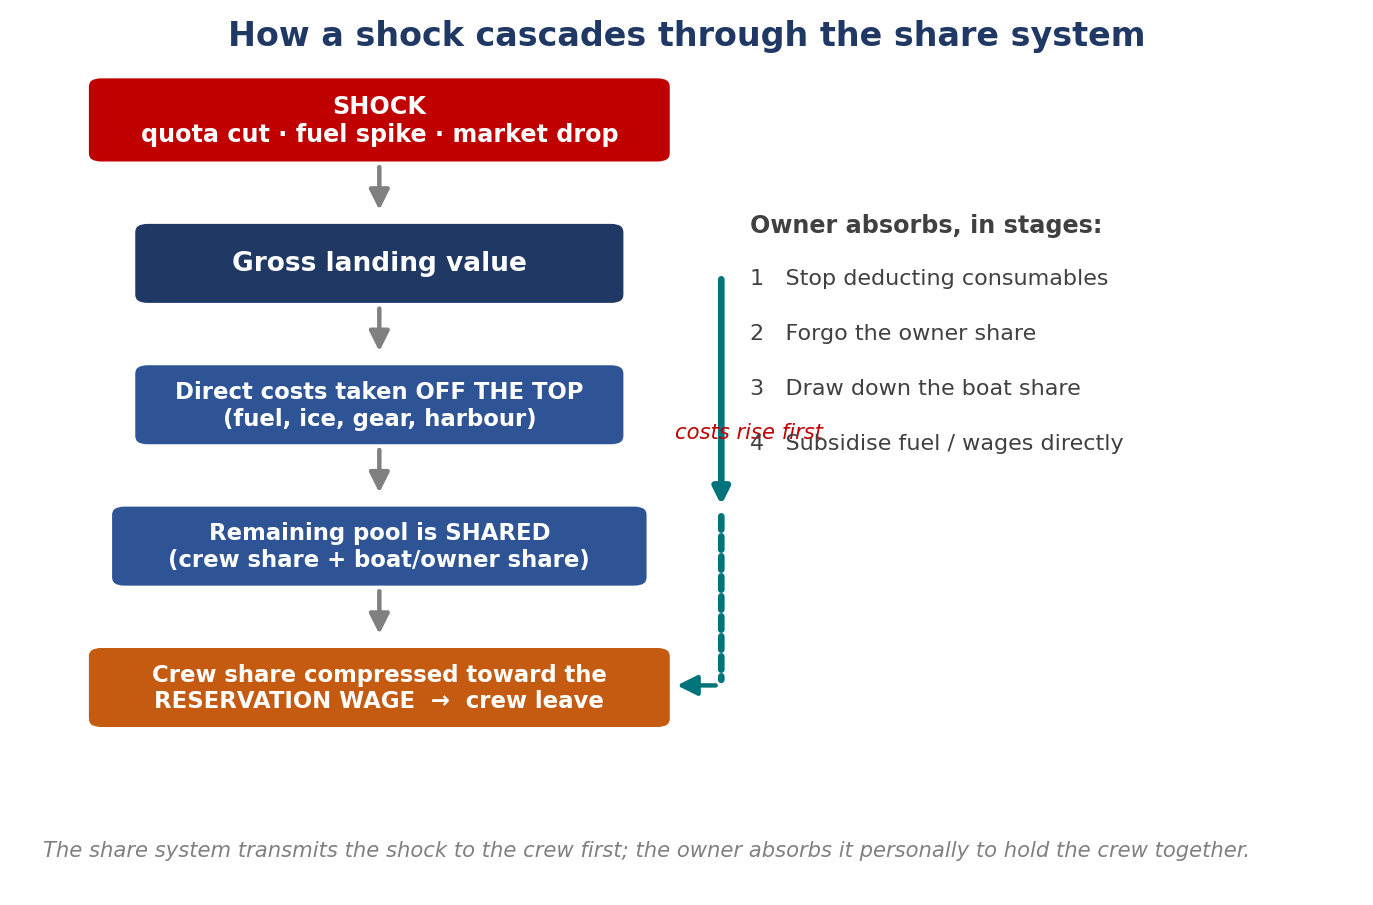 How a shock cascades through the share system
SHOCK
quota cut · fuel spike · market drop
Gross landing value
Direct costs taken OFF THE TOP
(fuel, ice, gear, harbour)
costs rise first
Remaining pool is SHARED
(crew share + boat/owner share)
Crew share compressed toward the
RESERVATION WAGE → crew leave
Owner absorbs, in stages:
1 Stop deducting consumables
2 Forgo the owner share
3 Draw down the boat share
4 Subsidise fuel / wages directly
The share system transmits the shock to the crew first; the owner absorbs it personally to hold the crew together.